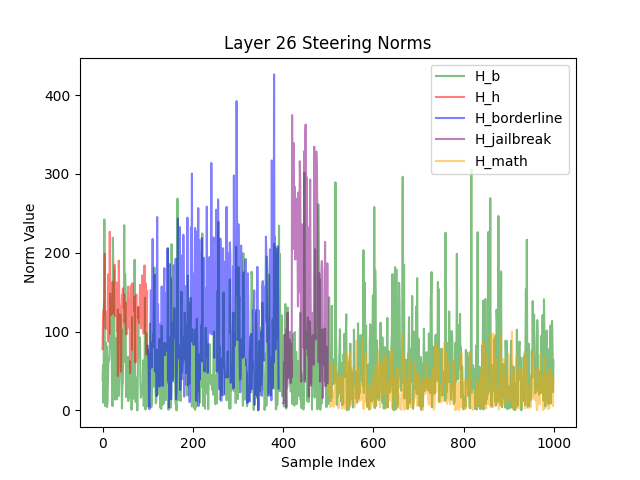 Layer 26 Steering Norms
H_b
H_h
H_borderline
H_jailbreak
H_math
Norm Value
400
300
200
100
0
0
200
400
600
800
1000
Sample Index